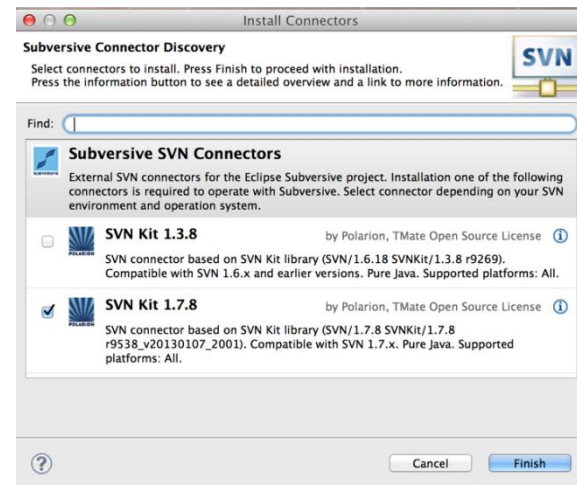 Install Connectors
Subversive Connector Discovery
Select connectors to install. Press Finish to proceed with installation.
Press the information button to see a detailed overview and a link to more information.
SVN
Find:
Subversive SVN Connectors
External SVN connectors for the Eclipse Subversive project. Installation one of the following
connectors is required to operate with Subversive. Select connector depending on your SVN
environment and operation system.
SVN Kit 1.3.8
by Polarion, TMate Open Source License
SVN connector based on SVN Kit library (SVN/1.6.18 SVNKit/1.3.8 r9269).
Compatible with SVN 1.6.x and earlier versions. Pure Java. Supported platforms: All.
SVN Kit 1.7.8
by Polarion, TMate Open Source License
SVN connector based on SVN Kit library (SVN/1.7.8 SVNKit/1.7.8
r9538_v20130107_2001). Compatible with SVN 1.7.x. Pure Java. Supported
platforms: All.
?
Cancel
Finish